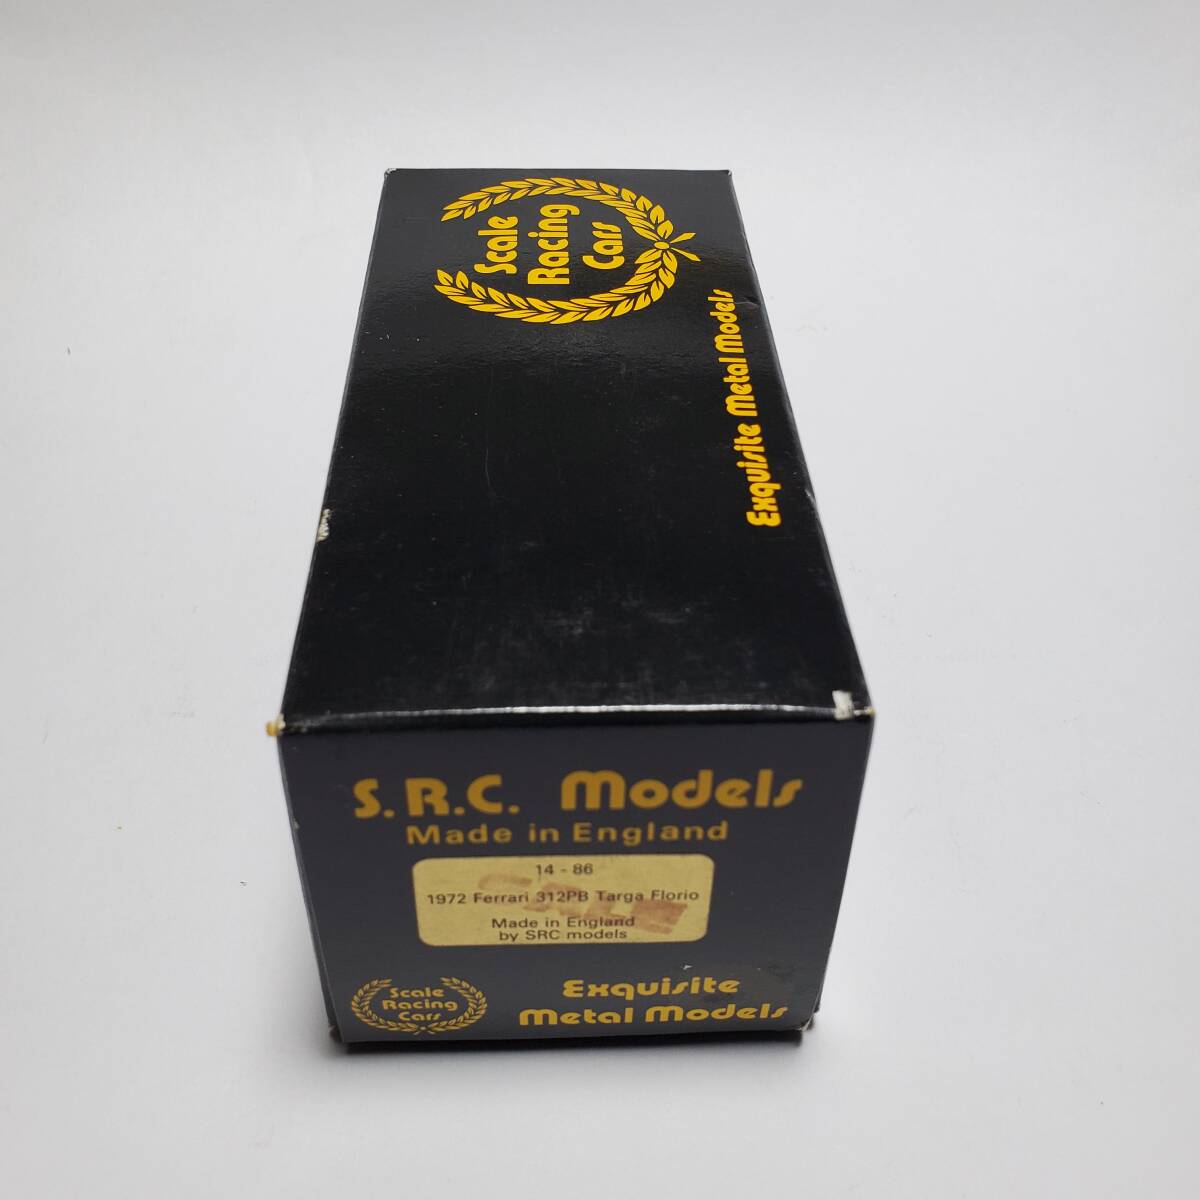 Scale
Racing
Cars
Exquisite Metal Models
S.R.C. Models
Made in England
14 - 86
1972 Ferrari 312PB Targa Florio
SALE
Made in England
by SRC models
Scale
Racing
Cars
Exquisite
Metal Models